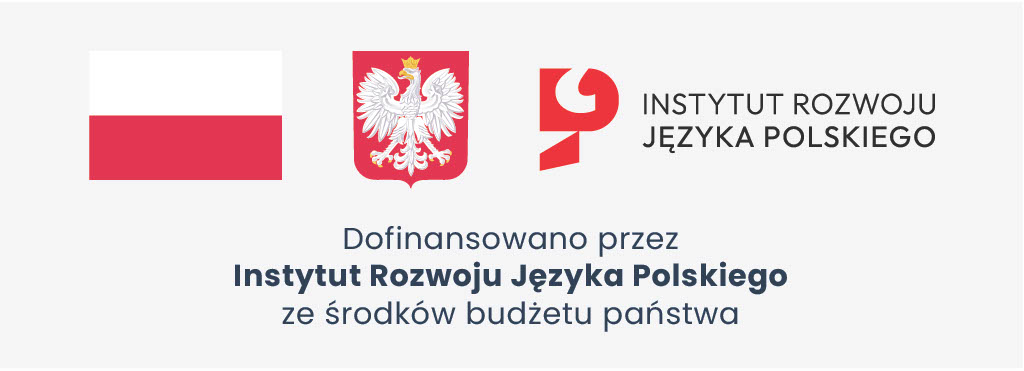 INSTYTUT ROZWOJU
JĘZYKA POLSKIEGO
Dofinansowano przez
Instytut Rozwoju Języka Polskiego
ze środków budżetu państwa